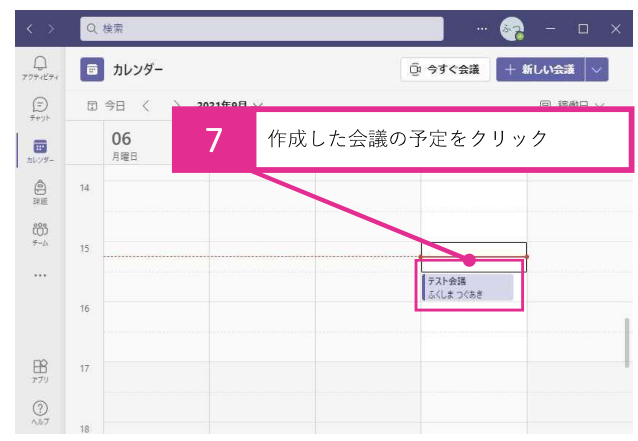 検索
ふつ
アクティビティ
カレンダー
今すぐ会議
新しい会議
チャット
今日
2021年9月
稼働日
カレンダー
06
月曜日
7
作成した会議の予定をクリック
課題
チーム
14
15
テスト会議
ふくしま つぐあき
16
17
アプリ
ヘルプ
18